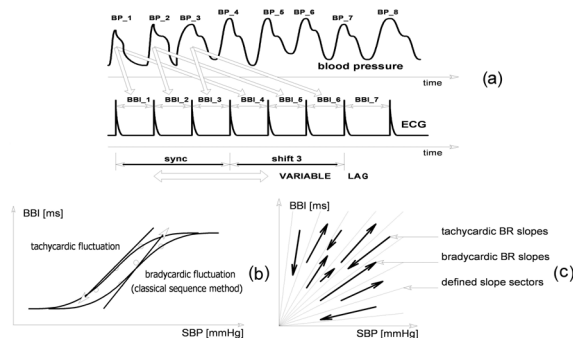 BP_1 BP_2 BP_3 BP_4 BP_5 BP_6 BP_7 BP_8
blood pressure
time
(a)
BBI_1 BBI_2 BBI_3 BBI_4 BBI_5 BBI_6 BBI_7
ECG
time
sync shift 3
VARIABLE LAG
BBI [ms]
tachycardic fluctuation
bradycardic fluctuation
(classical sequence method)
(b)
SBP [mmHg]
BBI [ms]
tachycardic BR slopes
bradycardic BR slopes
(c)
defined slope sectors
SBP [mmHg]